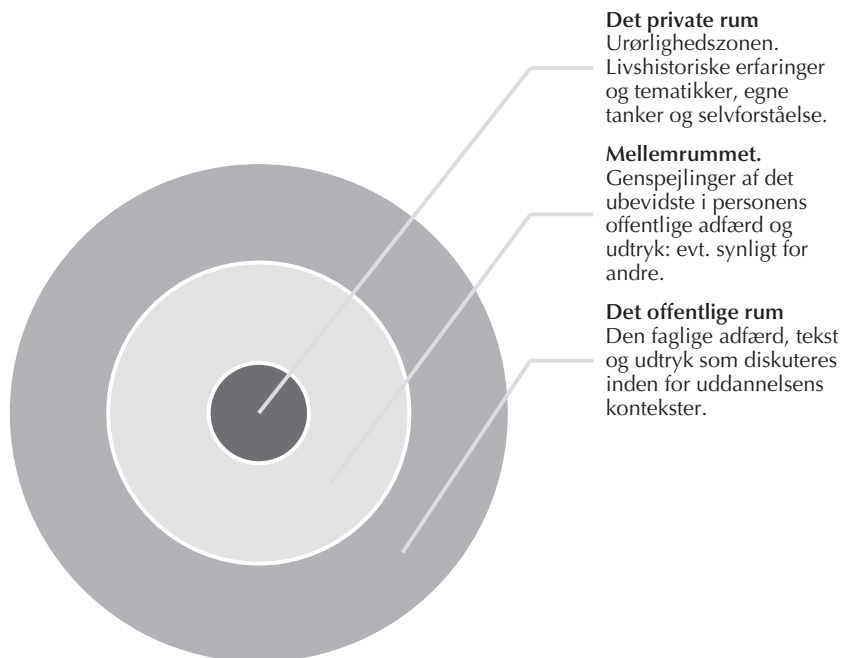 Det private rum
Urørlighedszonen.
Livshistoriske erfaringer
og tematikker, egne
tanker og selvforståelse.
Mellemrummet.
Genspejlinger af det
ubevidste i personens
offentlige adfærd og
udtryk: evt. synligt for
andre.
Det offentlige rum
Den faglige adfærd, tekst
og udtryk som diskuteres
inden for uddannelsens
kontekster.